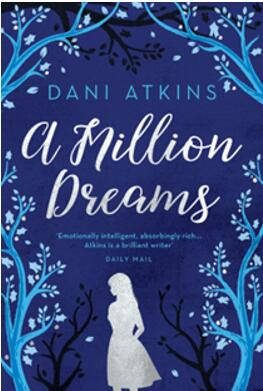 DANI ATKINS
A Million
Dreams
'Emotionally intelligent, absorbingly rich...
Atkins is a brilliant writer'
DAILY MAIL